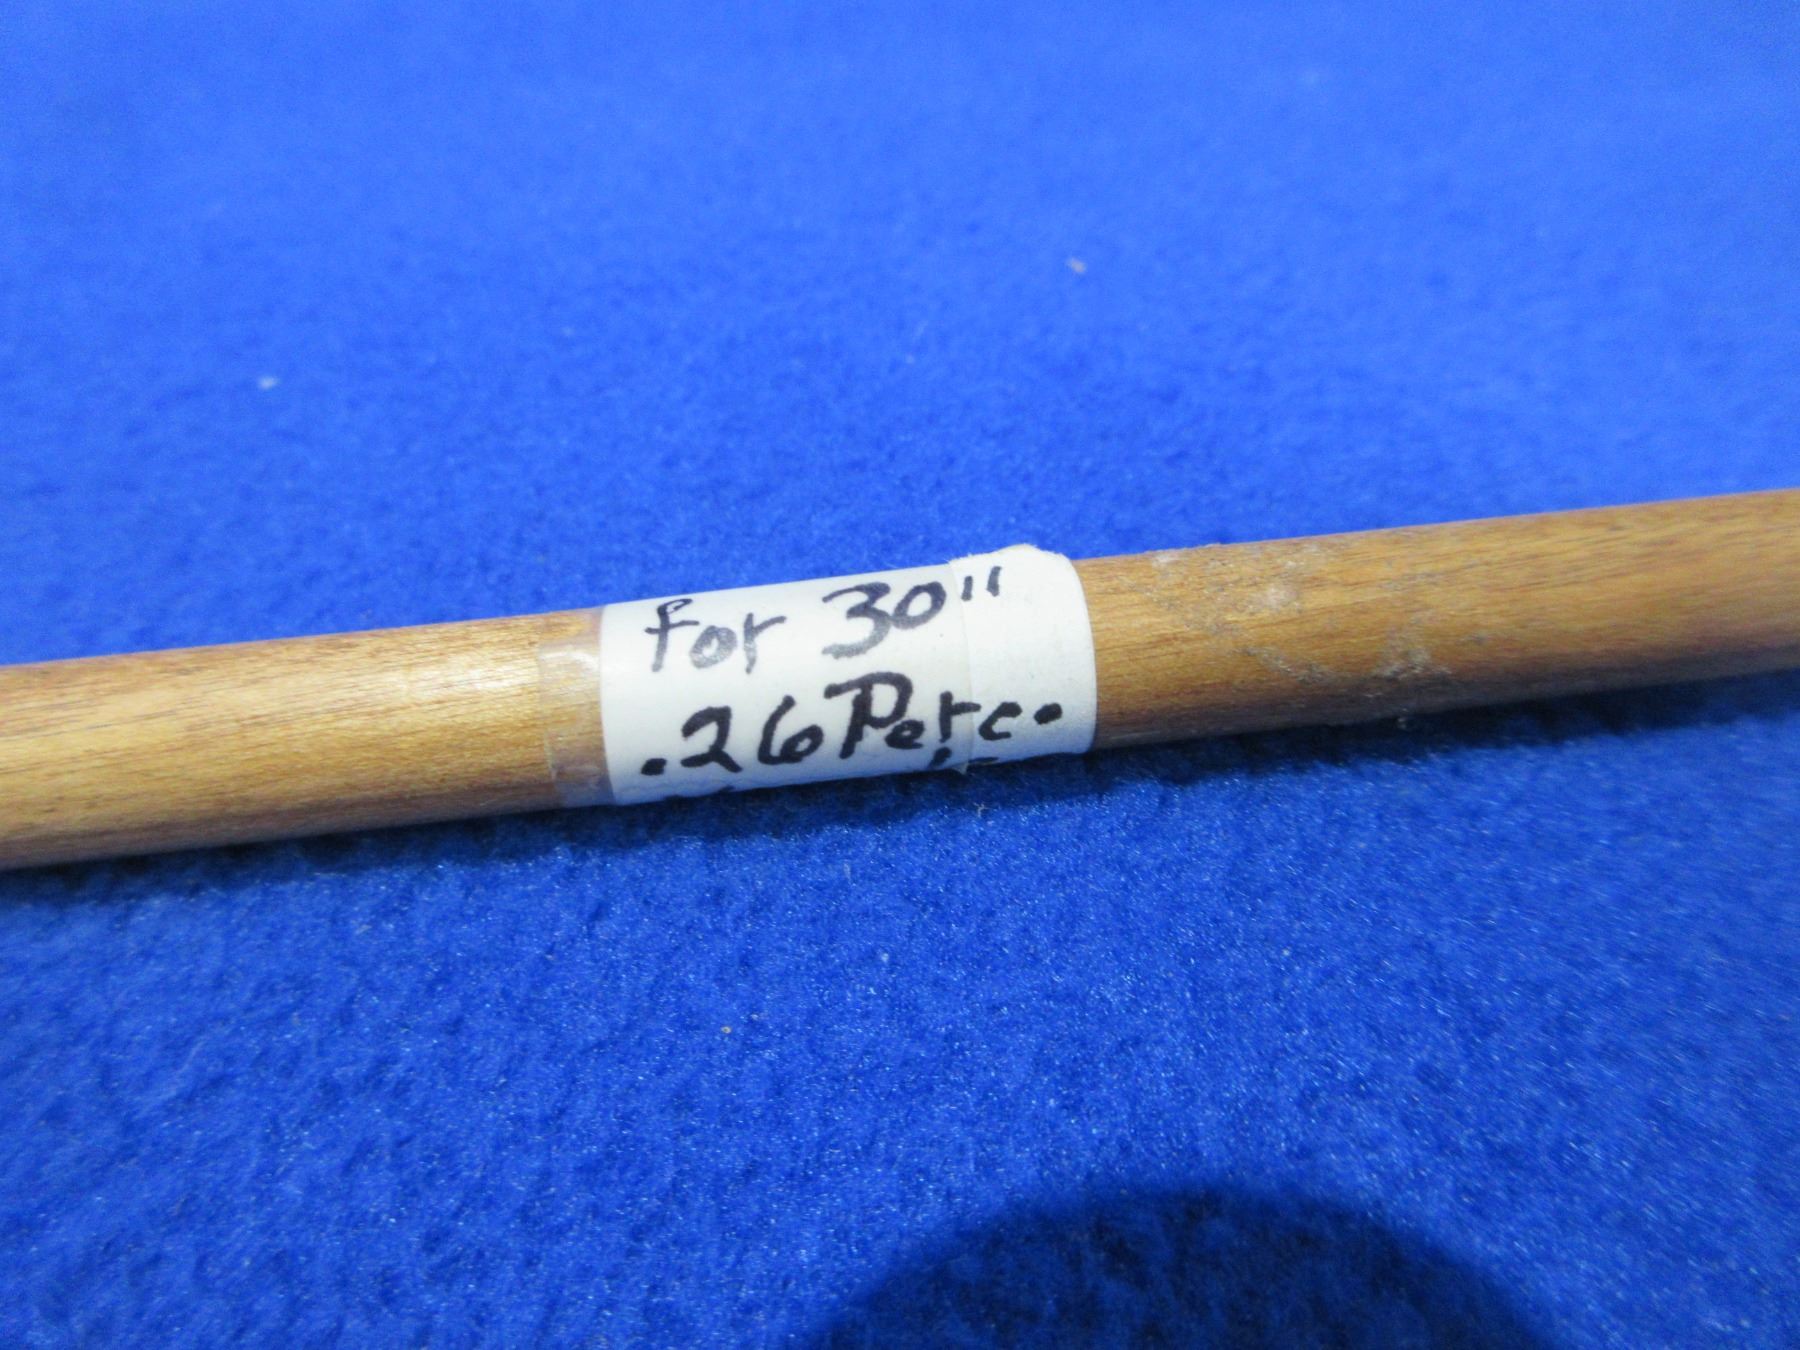 for 30"
.26 Perc.